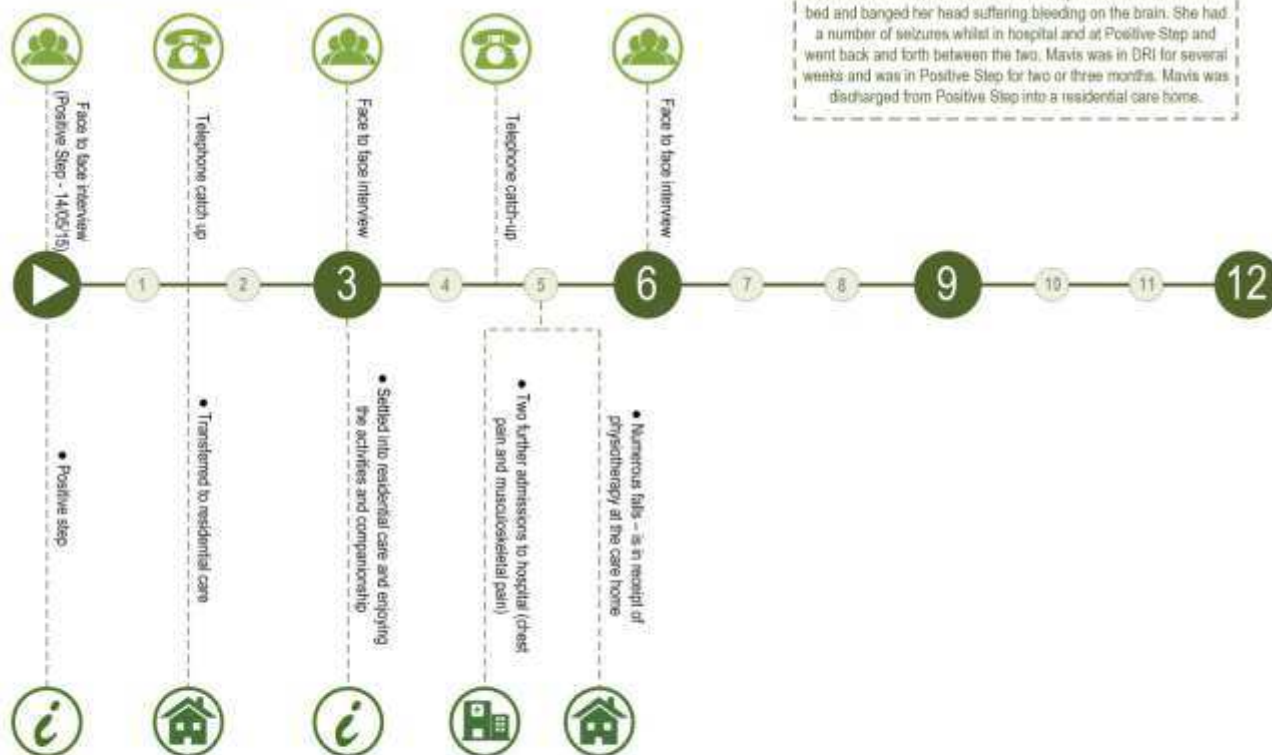 bed and banged her head suffering bleeding on the brain. She had
a number of seizures whilst in hospital and at Positive Step and
went back and forth between the two. Mavis was in DRI for several
weeks and was in Positive Step for two or three months. Mavis was
discharged from Positive Step into a residential care home.
Face to face interview
(Positive Step - 14/05/15)
Telephone catch up
Face to face interview
Telephone catch-up
Face to face interview
1
2
3
4
5
6
7
8
9
10
11
12
● Positive step
● Transferred to residential care
● Settled into residential care and enjoying
the activities and companionship
● Two further admissions to hospital (chest
pain and musculoskeletal pain)
● Numerous falls – is in receipt of
physiotherapy at the care home
i
i